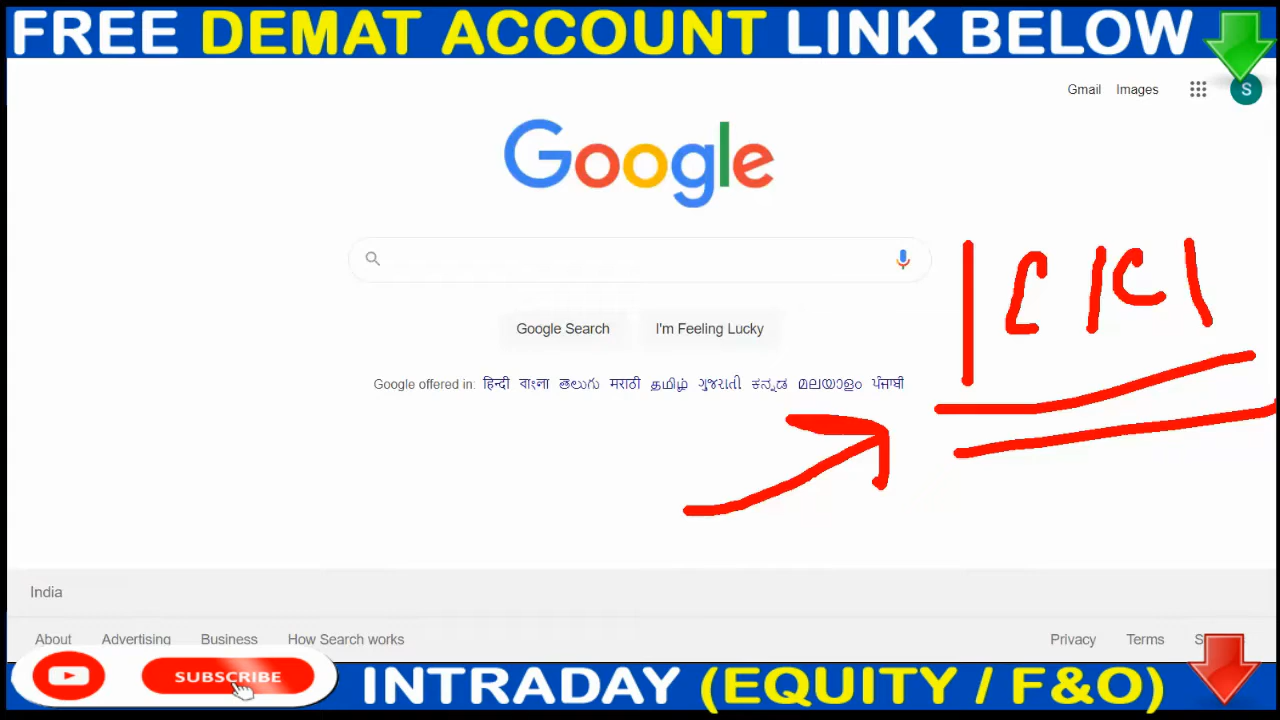 FREE DEMAT ACCOUNT LINK BELOW
Gmail Images S
Google
ICICI
Google Search I'm Feeling Lucky
Google offered in: हिन्दी বাংলা తెలుగు मराठी தமிழ் ગુજરાતી ಕನ್ನಡ മലയാളം ਪੰਜਾਬੀ
India
About Advertising Business How Search works Privacy Terms
SUBSCRIBE INTRADAY (EQUITY / F&O)